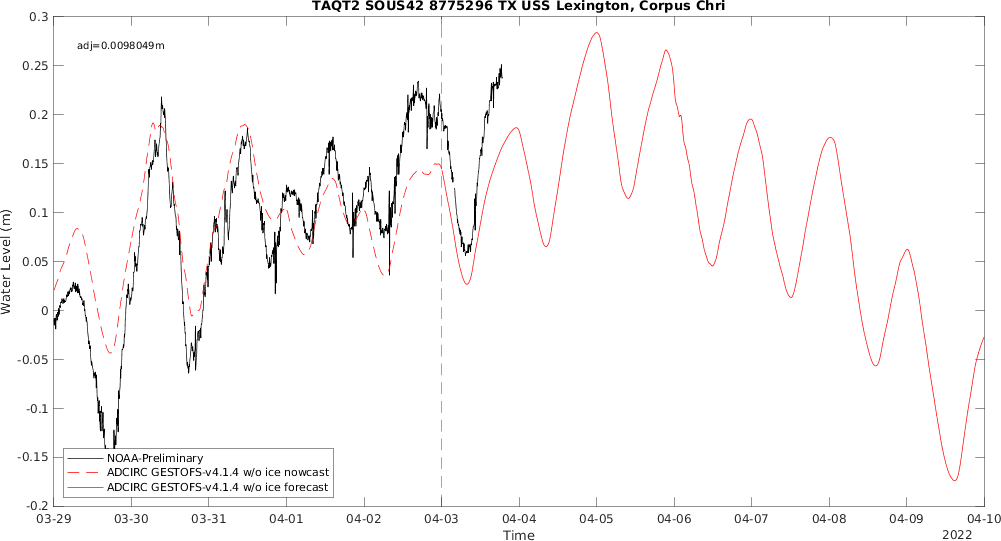 TAQT2 SOUS42 8775296 TX USS Lexington, Corpus Chri
adj=0.0098049m
Water Level (m)
0.3
0.25
0.2
0.15
0.1
0.05
0
-0.05
-0.1
-0.15
-0.2
NOAA-Preliminary
ADCIRC GESTOFS-v4.1.4 w/o ice nowcast
ADCIRC GESTOFS-v4.1.4 w/o ice forecast
03-29 03-30 03-31 04-01 04-02 04-03 04-04 04-05 04-06 04-07 04-08 04-09 04-10
Time
2022